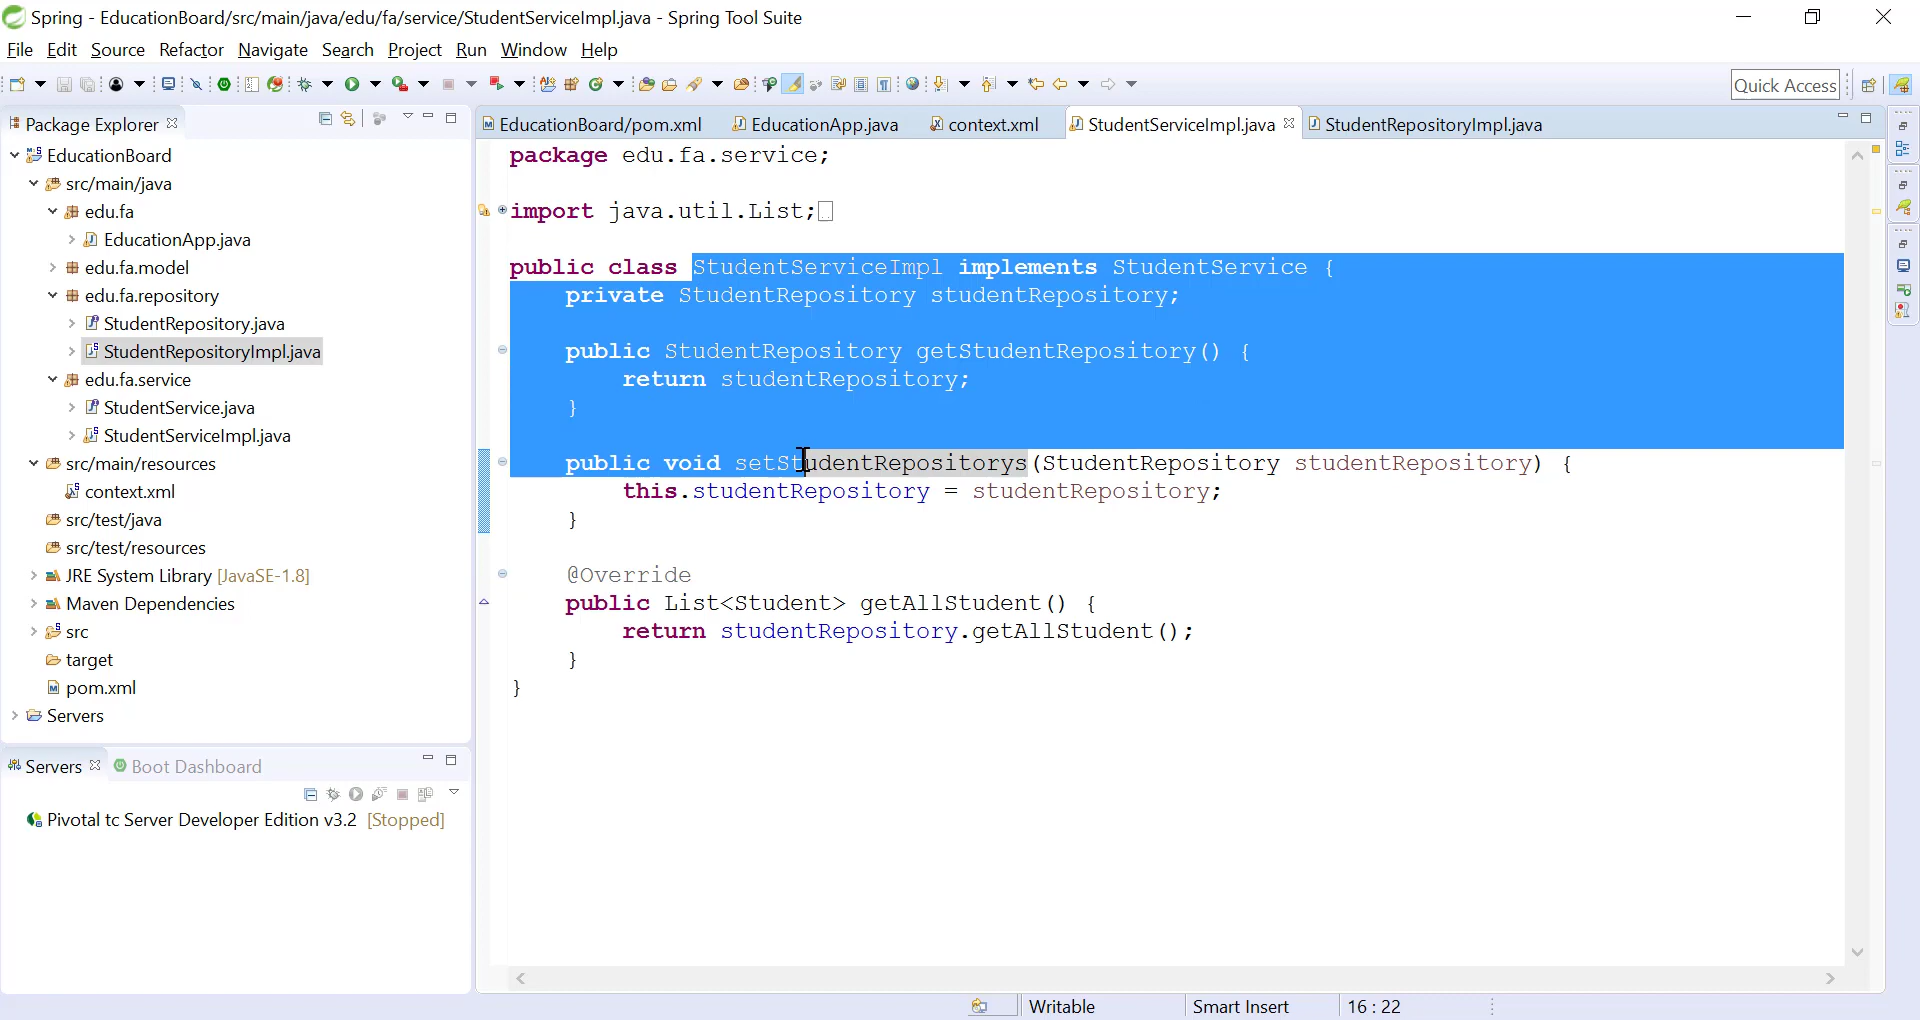 Spring - EducationBoard/src/main/java/edu/fa/service/StudentServiceImpl.java - Spring Tool Suite
File Edit Source Refactor Navigate Search Project Run Window Help
Quick Access
Package Explorer
EducationBoard
src/main/java
edu.fa
EducationApp.java
edu.fa.model
edu.fa.repository
StudentRepository.java
StudentRepositoryImpl.java
edu.fa.service
StudentService.java
StudentServiceImpl.java
src/main/resources
context.xml
src/test/java
src/test/resources
JRE System Library [JavaSE-1.8]
Maven Dependencies
src
target
pom.xml
Servers
Servers Boot Dashboard
Pivotal tc Server Developer Edition v3.2 [Stopped]
EducationBoard/pom.xml EducationApp.java context.xml StudentServiceImpl.java StudentRepositoryImpl.java
package edu.fa.service;
import java.util.List;
public class StudentServiceImpl implements StudentService {
private StudentRepository studentRepository;
public StudentRepository getStudentRepository() {
return studentRepository;
}
public void setStudentRepositorys(StudentRepository studentRepository) {
this.studentRepository = studentRepository;
}
@Override
public List<Student> getAllStudent() {
return studentRepository.getAllStudent();
}
}
Writable Smart Insert 16 : 22